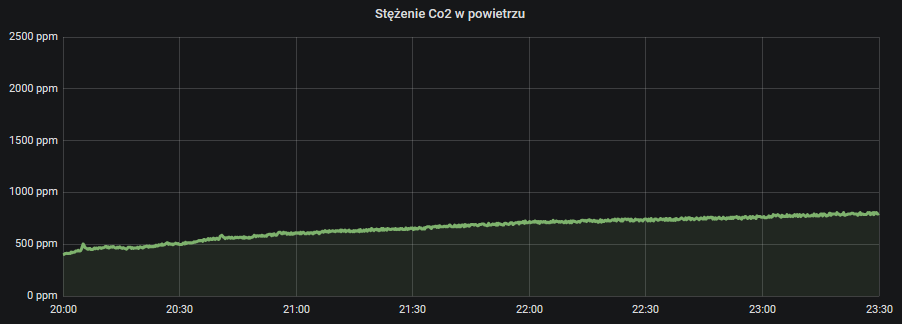 Stężenie Co2 w powietrzu
2500 ppm
2000 ppm
1500 ppm
1000 ppm
500 ppm
0 ppm
20:00 20:30 21:00 21:30 22:00 22:30 23:00 23:30